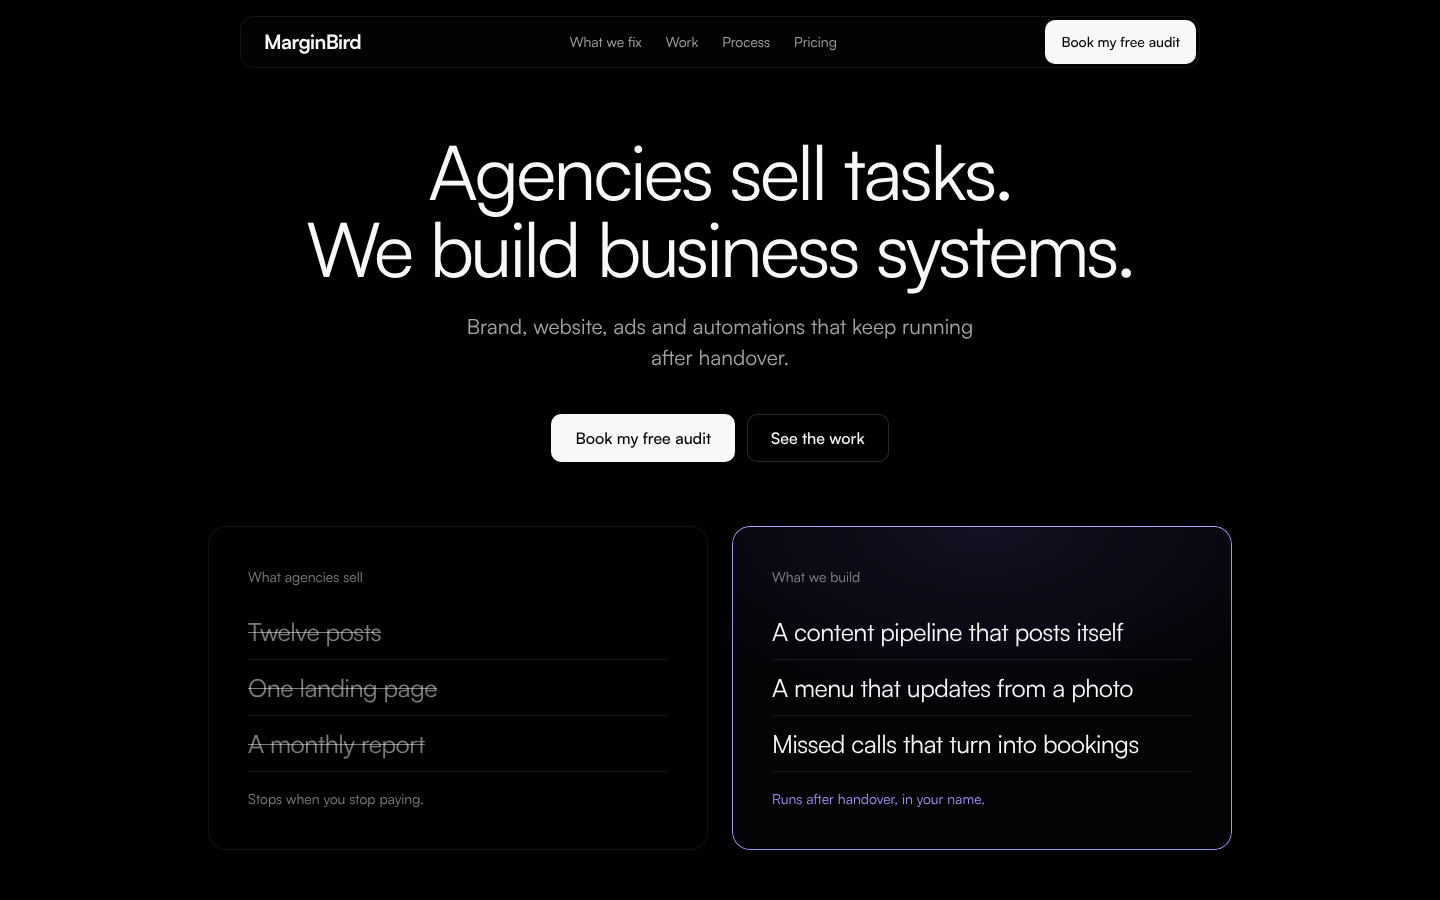 MarginBird
What we fix
Work
Process
Pricing
Book my free audit
Agencies sell tasks.
We build business systems.
Brand, website, ads and automations that keep running
after handover.
Book my free audit
See the work
What agencies sell
Twelve posts
One landing page
A monthly report
Stops when you stop paying.
What we build
A content pipeline that posts itself
A menu that updates from a photo
Missed calls that turn into bookings
Runs after handover, in your name.